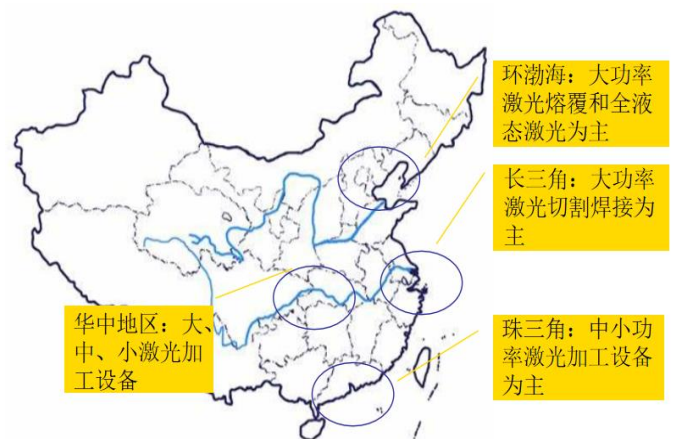 环渤海：大功率
激光熔覆和全液
态激光为主
长三角：大功率
激光切割焊接为
主
华中地区：大、
中、小激光加
工设备
珠三角：中小功
率激光加工设备
为主